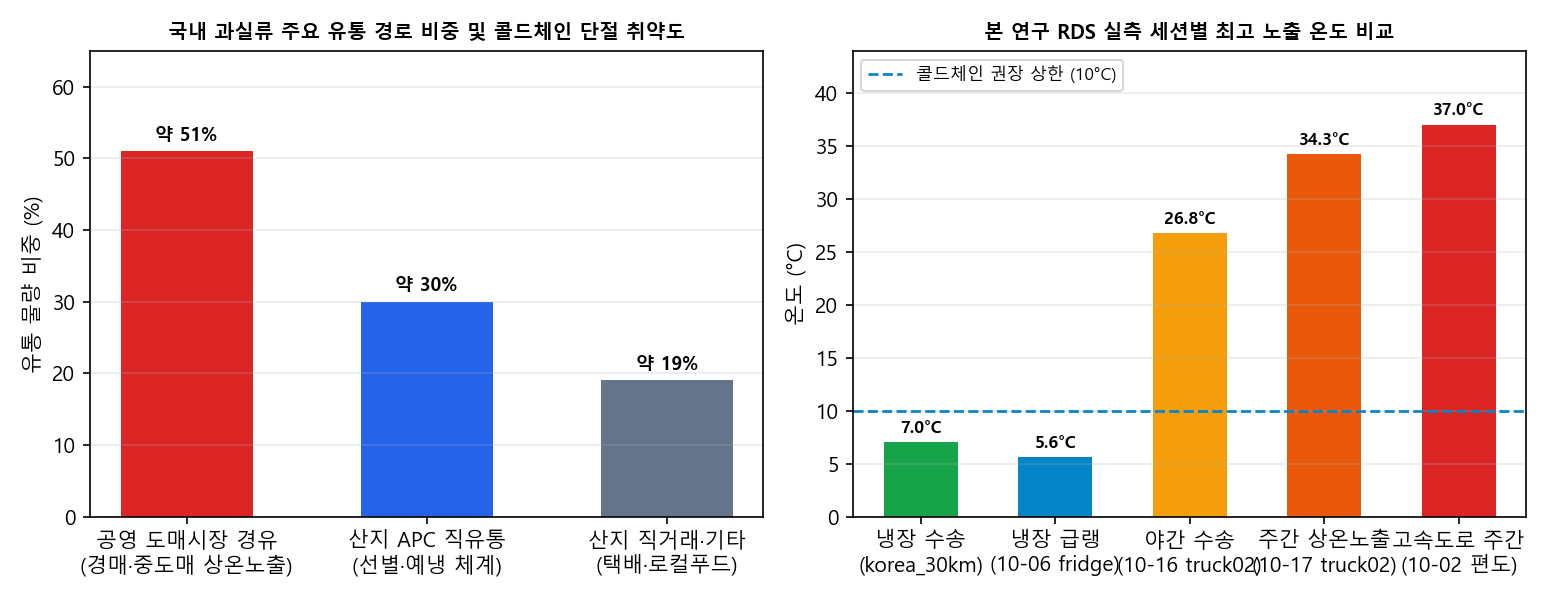 국내 과실류 주요 유통 경로 비중 및 콜드체인 단절 취약도
유통 물량 비중 (%)
60
50
40
30
20
10
0
약 51%
약 30%
약 19%
공영 도매시장 경유
(경매·중도매 상온노출)
산지 APC 직유통
(선별·예냉 체계)
산지 직거래·기타
(택배·로컬푸드)
본 연구 RDS 실측 세션별 최고 노출 온도 비교
콜드체인 권장 상한 (10°C)
온도 (°C)
40
35
30
25
20
15
10
5
0
7.0°C
5.6°C
26.8°C
34.3°C
37.0°C
냉장 수송
(korea_30km)
냉장 급랭
(10-06 fridge)
야간 수송
(10-16 truck02)
주간 상온노출
(10-17 truck02)
고속도로 주간
(10-02 편도)